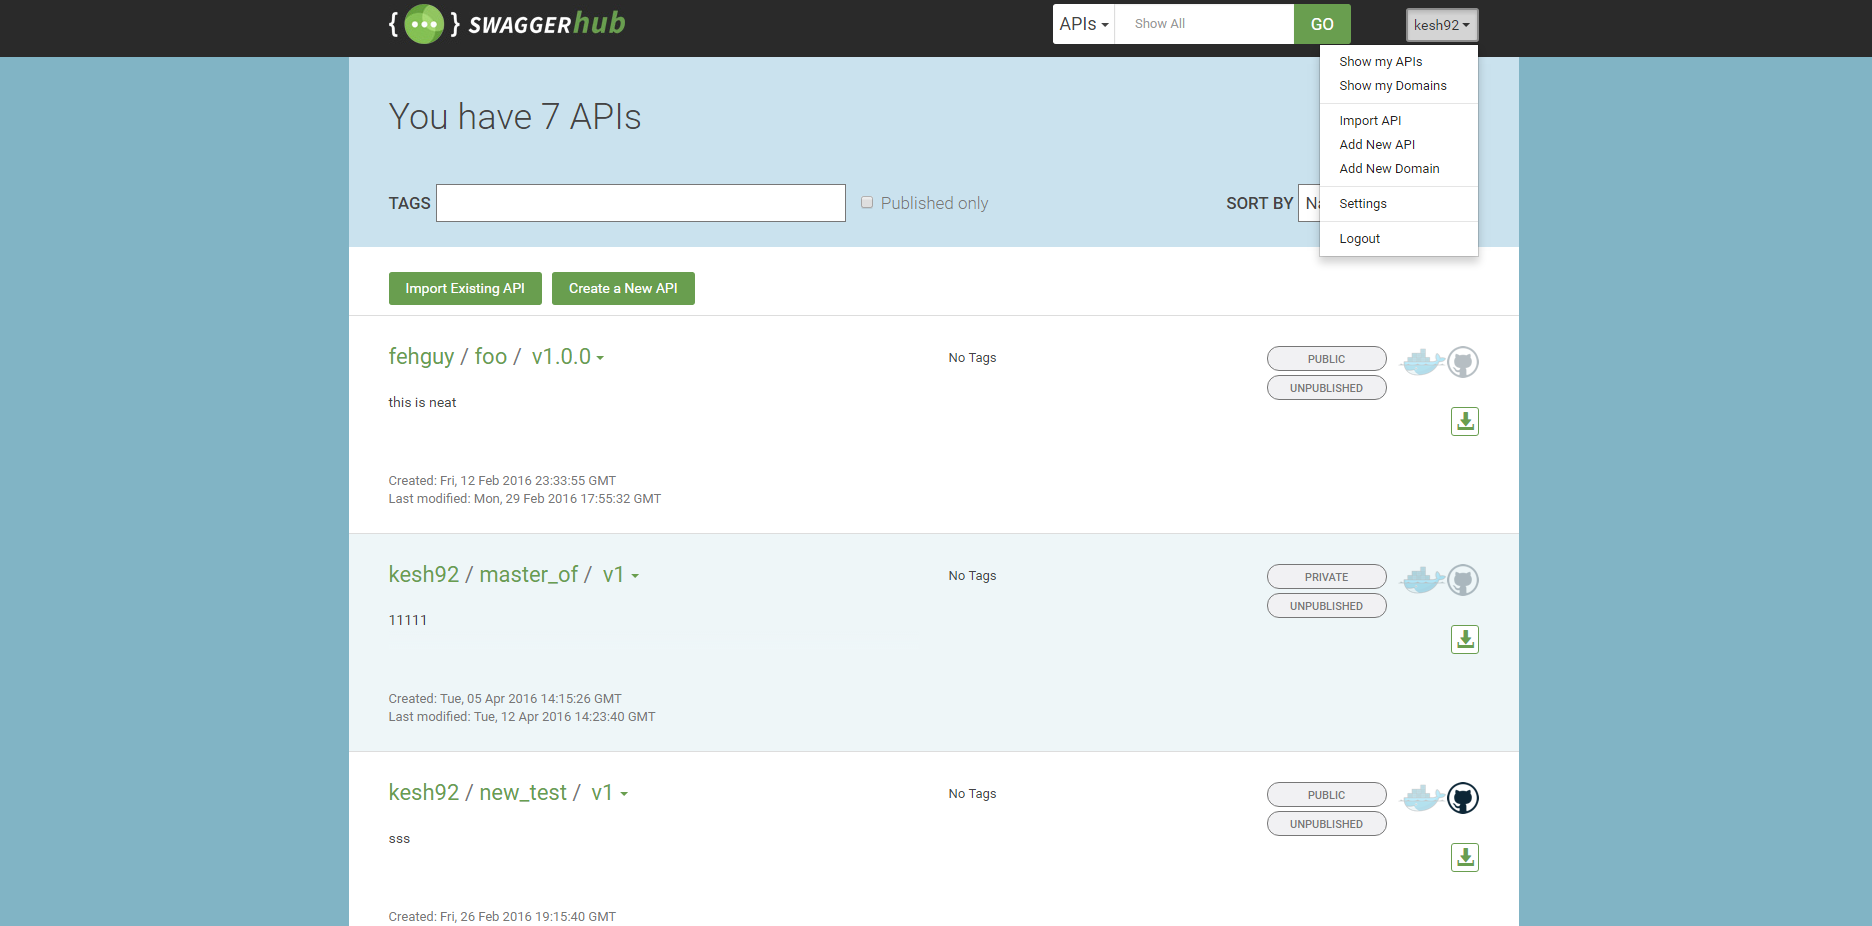 { } SWAGGERhub
APIs Show All GO kesh92
Show my APIs
Show my Domains
Import API
Add New API
Add New Domain
Settings
Logout
You have 7 APIs
TAGS Published only SORT BY
Import Existing API Create a New API
fehguy / foo / v1.0.0 No Tags PUBLIC
UNPUBLISHED
this is neat
Created: Fri, 12 Feb 2016 23:33:55 GMT
Last modified: Mon, 29 Feb 2016 17:55:32 GMT
kesh92 / master_of / v1 No Tags PRIVATE
UNPUBLISHED
11111
Created: Tue, 05 Apr 2016 14:15:26 GMT
Last modified: Tue, 12 Apr 2016 14:23:40 GMT
kesh92 / new_test / v1 No Tags PUBLIC
UNPUBLISHED
sss
Created: Fri, 26 Feb 2016 19:15:40 GMT